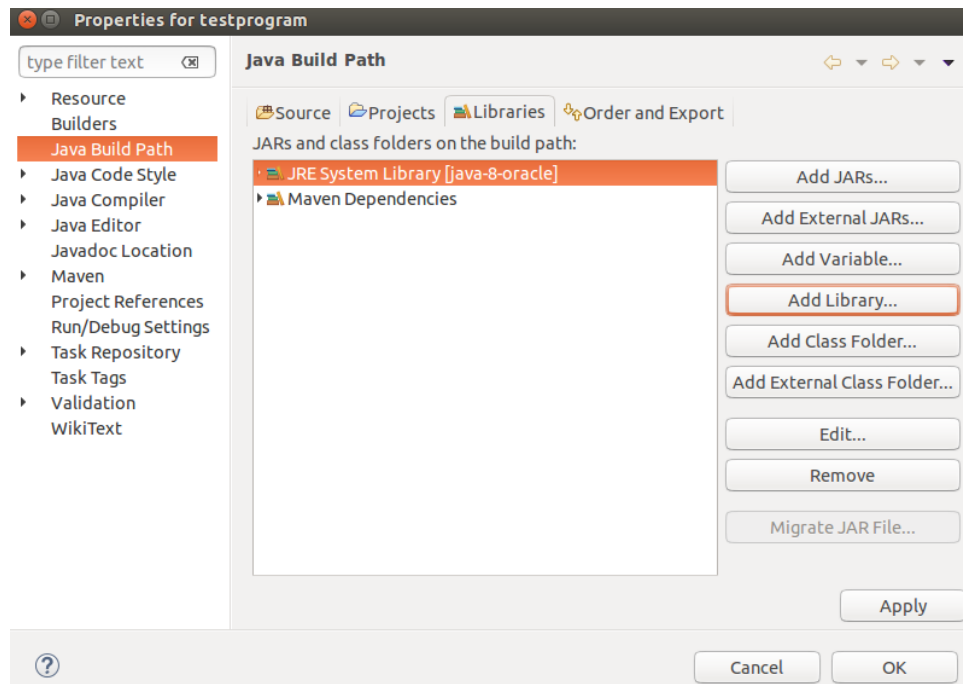 Properties for testprogram
type filter text
Resource
Builders
Java Build Path
Java Code Style
Java Compiler
Java Editor
Javadoc Location
Maven
Project References
Run/Debug Settings
Task Repository
Task Tags
Validation
WikiText
Java Build Path
Source Projects Libraries Order and Export
JARs and class folders on the build path:
JRE System Library [java-8-oracle]
Maven Dependencies
Add JARs...
Add External JARs...
Add Variable...
Add Library...
Add Class Folder...
Add External Class Folder...
Edit...
Remove
Migrate JAR File...
Apply
?
Cancel OK